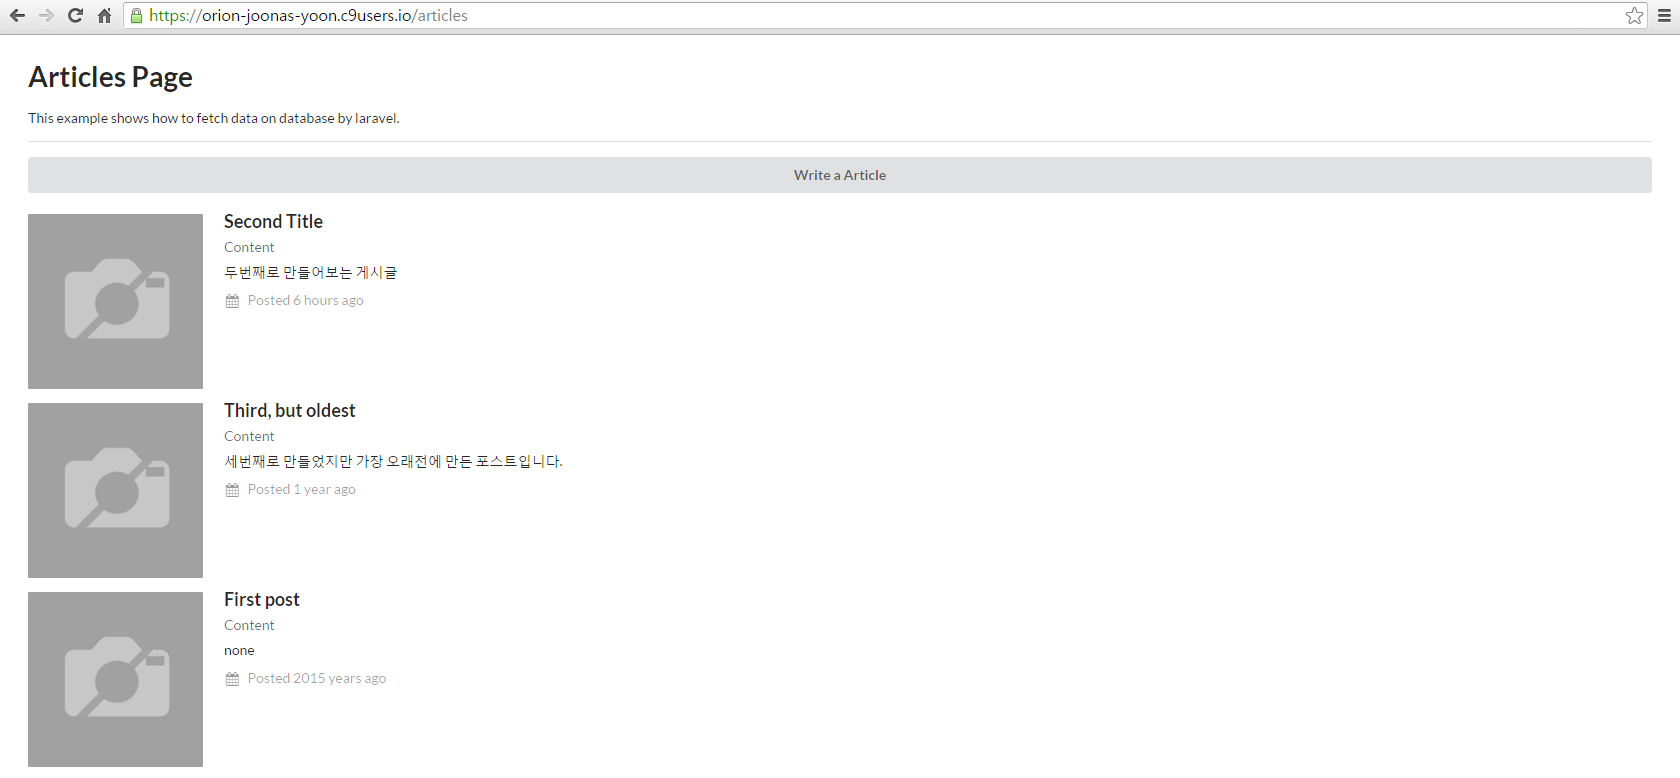 https://orion-joonas-yoon.c9users.io/articles
Articles Page
This example shows how to fetch data on database by laravel.
Write a Article
Second Title
Content
두번째로 만들어보는 게시글
Posted 6 hours ago
Third, but oldest
Content
세번째로 만들었지만 가장 오래전에 만든 포스트입니다.
Posted 1 year ago
First post
Content
none
Posted 2015 years ago